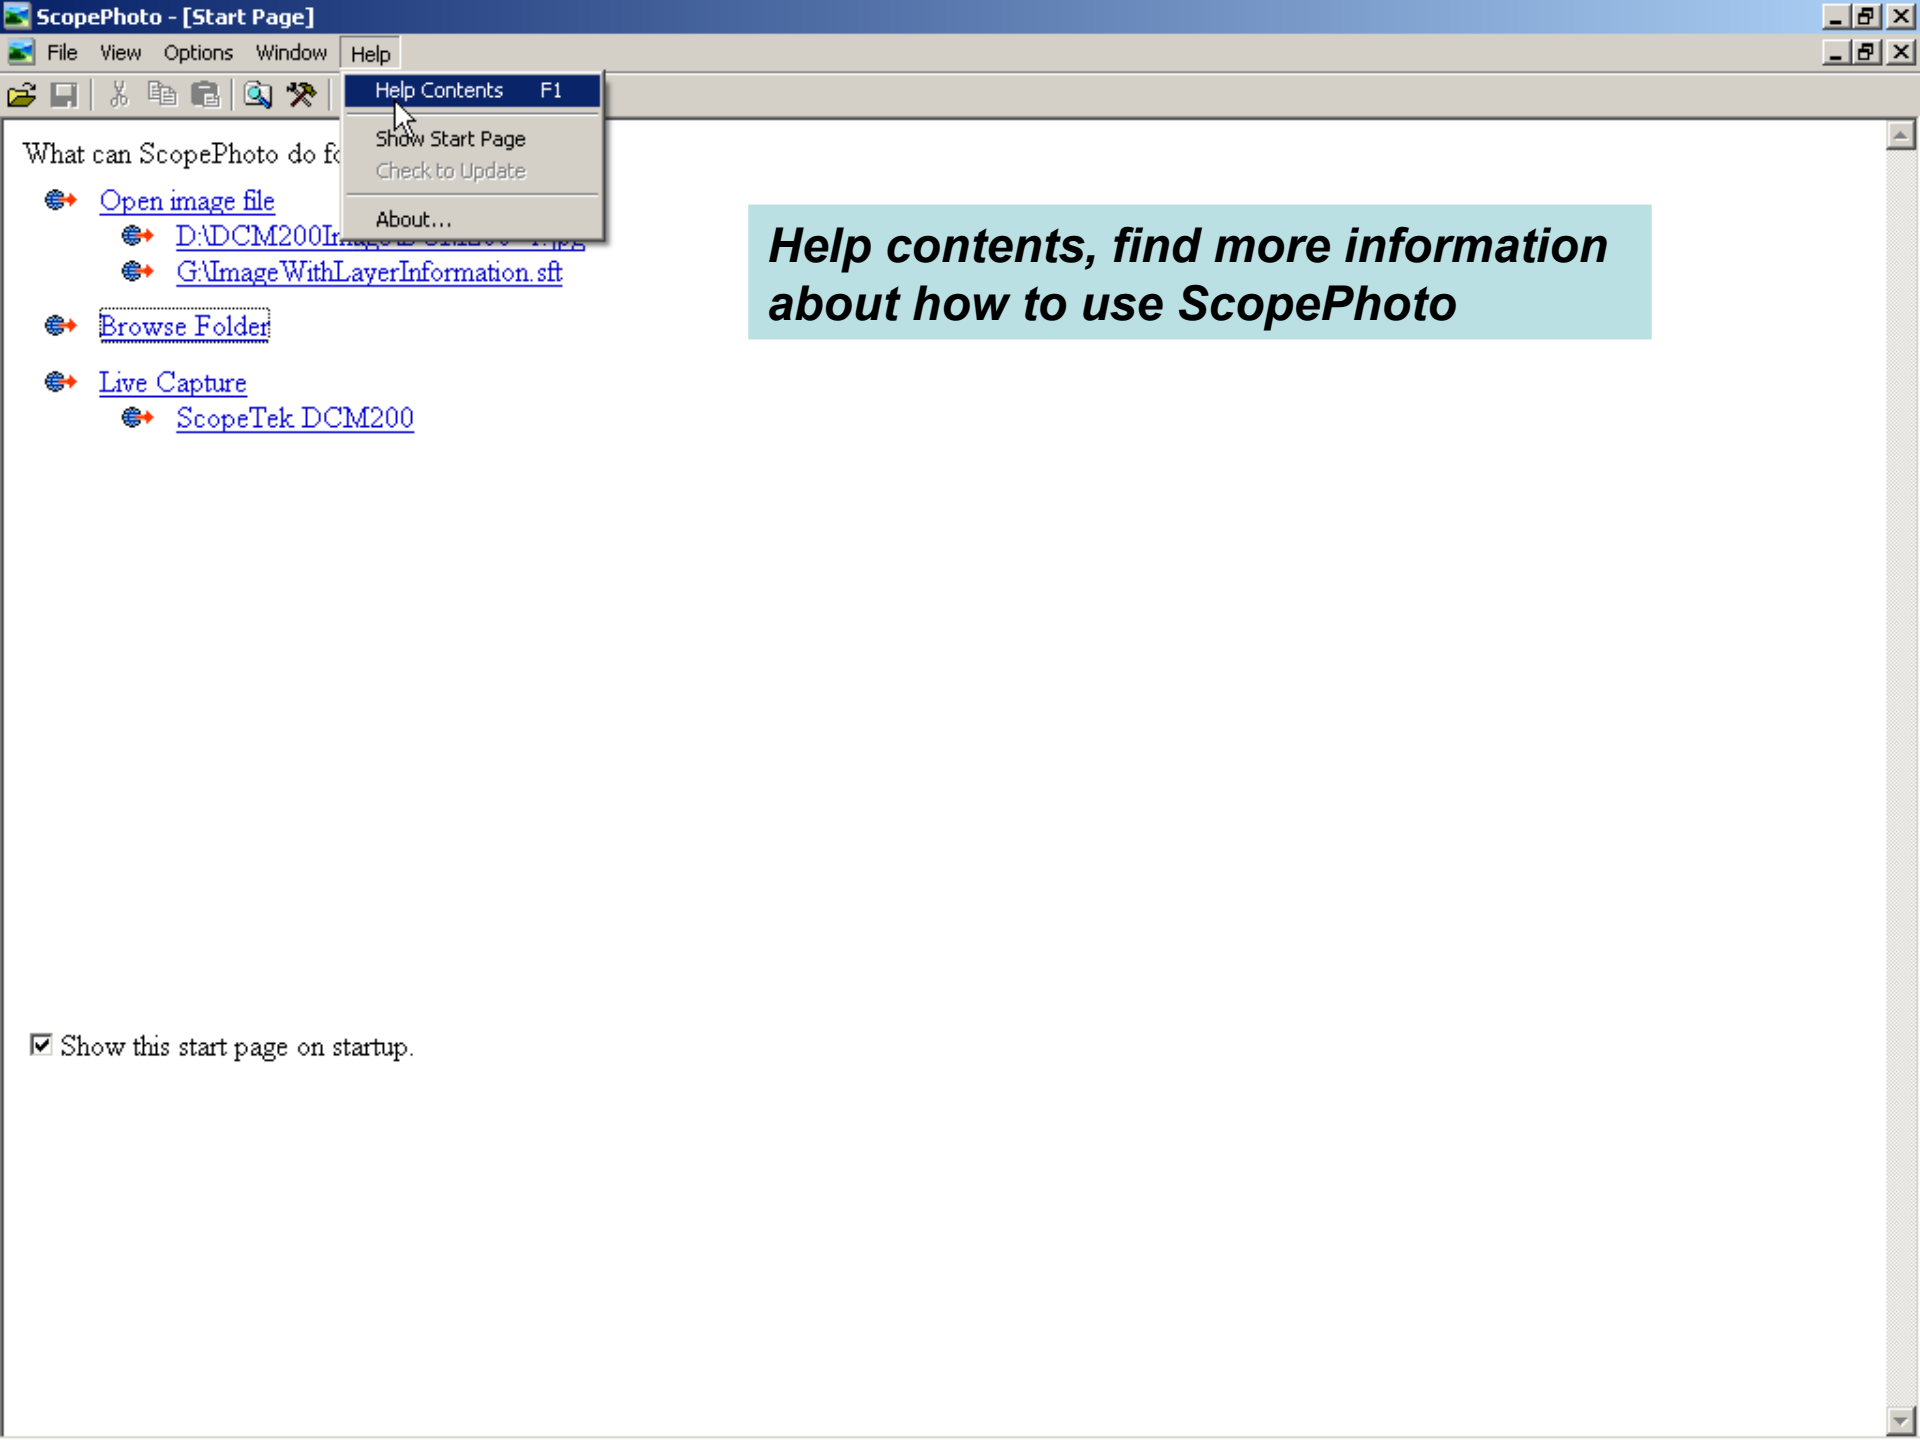 ScopePhoto - [Start Page]
File View Options Window Help
Help Contents F1
Show Start Page
Check to Update
About...
What can ScopePhoto do
Open image file
G:\ImageWithLayerInformation.sft
Browse Folder
Live Capture
ScopeTek DCM200
Help contents, find more information
about how to use ScopePhoto
Show this start page on startup.